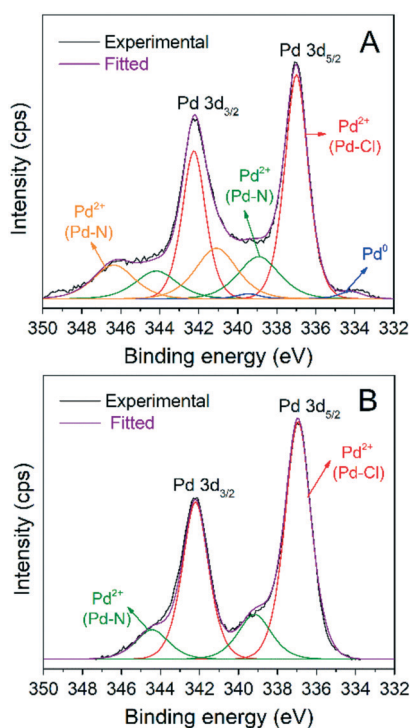 Experimental
Fitted
A
Pd 3d5/2
Pd 3d3/2
Pd2+
(Pd-Cl)
Pd2+
(Pd-N)
Pd2+
(Pd-N)
Pd0
Intensity (cps)
350 348 346 344 342 340 338 336 334 332
Binding energy (eV)
Experimental
Fitted
B
Pd 3d5/2
Pd 3d3/2
Pd2+
(Pd-Cl)
Pd2+
(Pd-N)
Pd2+
(Pd-N)
Intensity (cps)
350 348 346 344 342 340 338 336 334 332
Binding energy (eV)